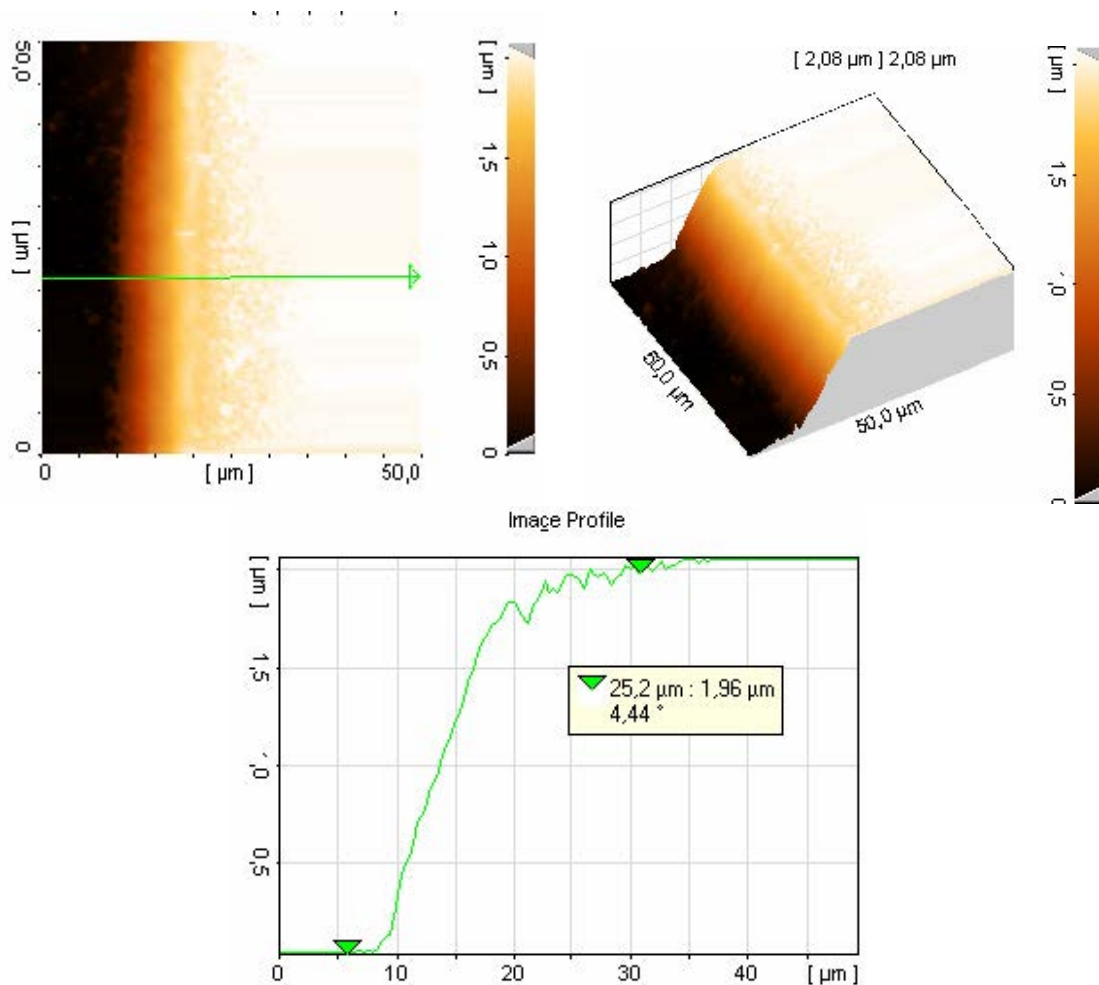 50,0
[ µm ]
0
0
[ µm ]
50,0
[ µm ]
1,5
1,0
0,5
0
[ 2,08 µm ] 2,08 µm
50,0 µm
50,0 µm
[ µm ]
1,5
0,5
Image Profile
[ µm ]
1,5
0,5
25,2 µm : 1,96 µm
4,44 °
0
10
20
30
40
[ µm ]